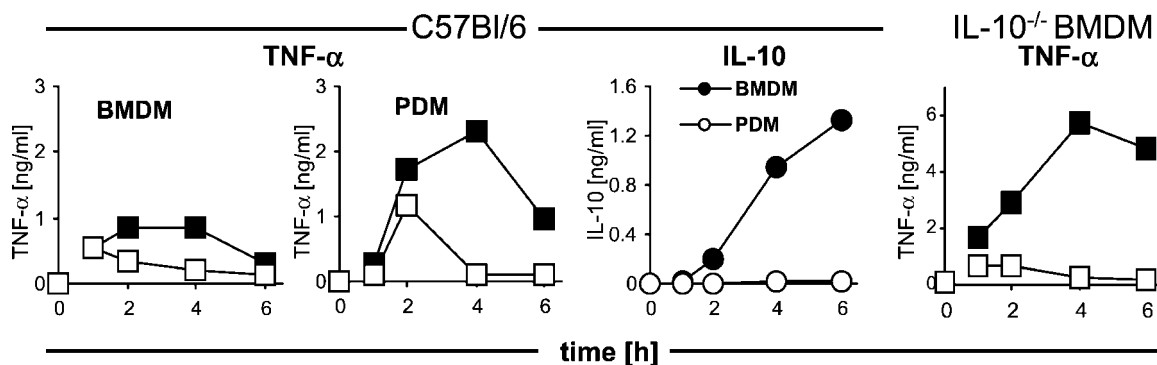 C57Bl/6
IL-10-/- BMDM
TNF-α
IL-10
TNF-α
TNF-α [ng/ml]
3
2
1
0
BMDM
0 2 4 6
TNF-α [ng/ml]
3
2
1
0
PDM
0 2 4 6
IL-10 [ng/ml]
1.6
1.2
0.8
0.4
0
BMDM
PDM
0 2 4 6
TNF-α [ng/ml]
6
4
2
0
0 2 4 6
time [h]